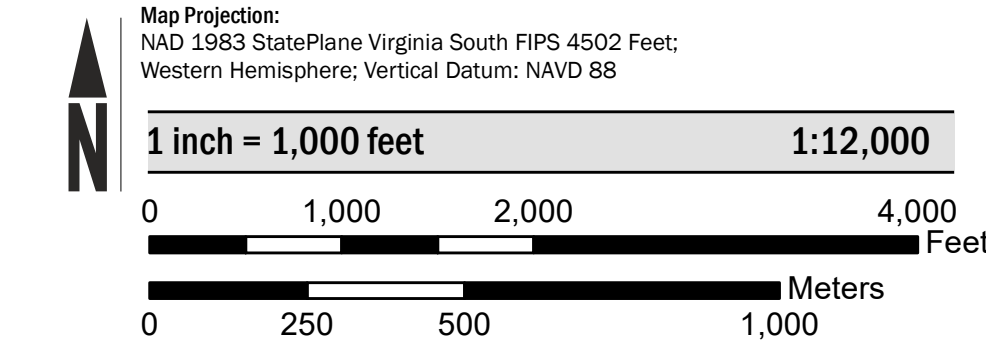 Map Projection:
NAD 1983 StatePlane Virginia South FIPS 4502 Feet;
Western Hemisphere; Vertical Datum: NAVD 88
N
1 inch = 1,000 feet 1:12,000
0 1,000 2,000 4,000
Feet
Meters
0 250 500 1,000